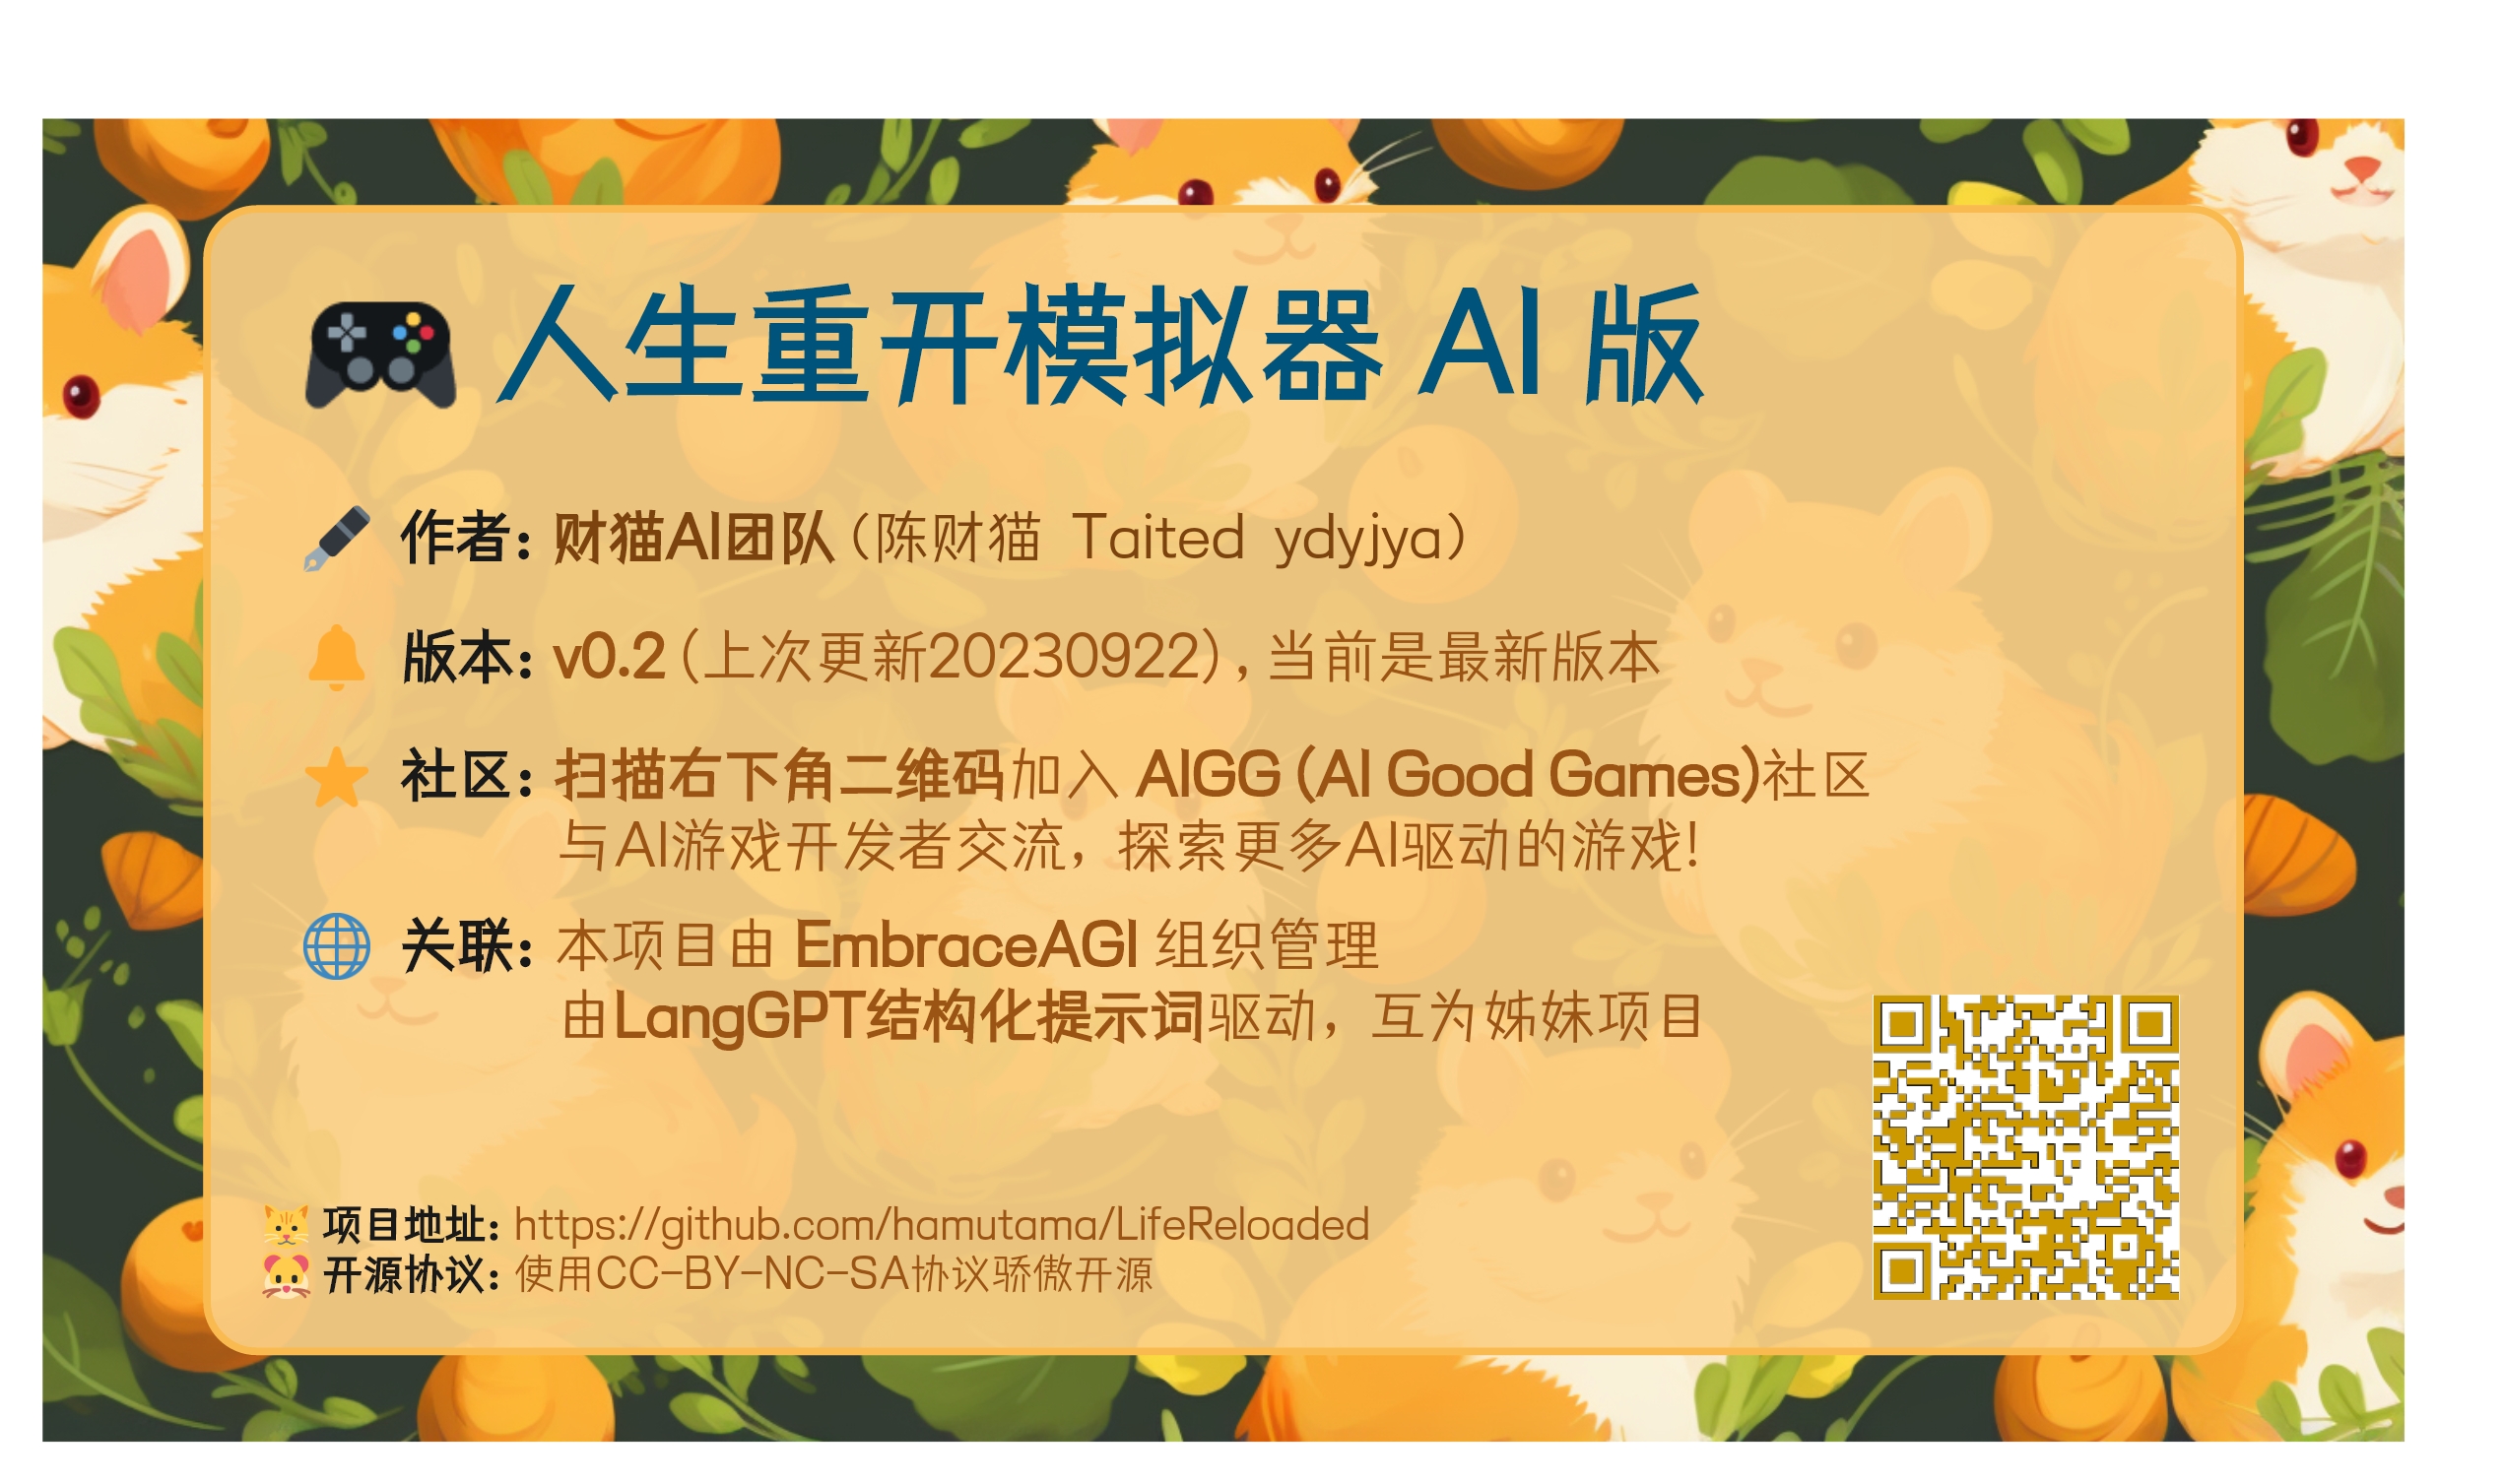 人生重开模拟器 AI 版
作者：财猫AI团队（陈财猫 Taited ydyjya）
版本：v0.2（上次更新20230922），当前是最新版本
社区：扫描右下角二维码加入 AIGG (AI Good Games)社区
与AI游戏开发者交流，探索更多AI驱动的游戏！
关联：本项目由 EmbraceAGI 组织管理
由LangGPT结构化提示词驱动，互为姊妹项目
项目地址：https://github.com/hamutama/LifeReloaded
开源协议：使用CC-BY-NC-SA协议骄傲开源